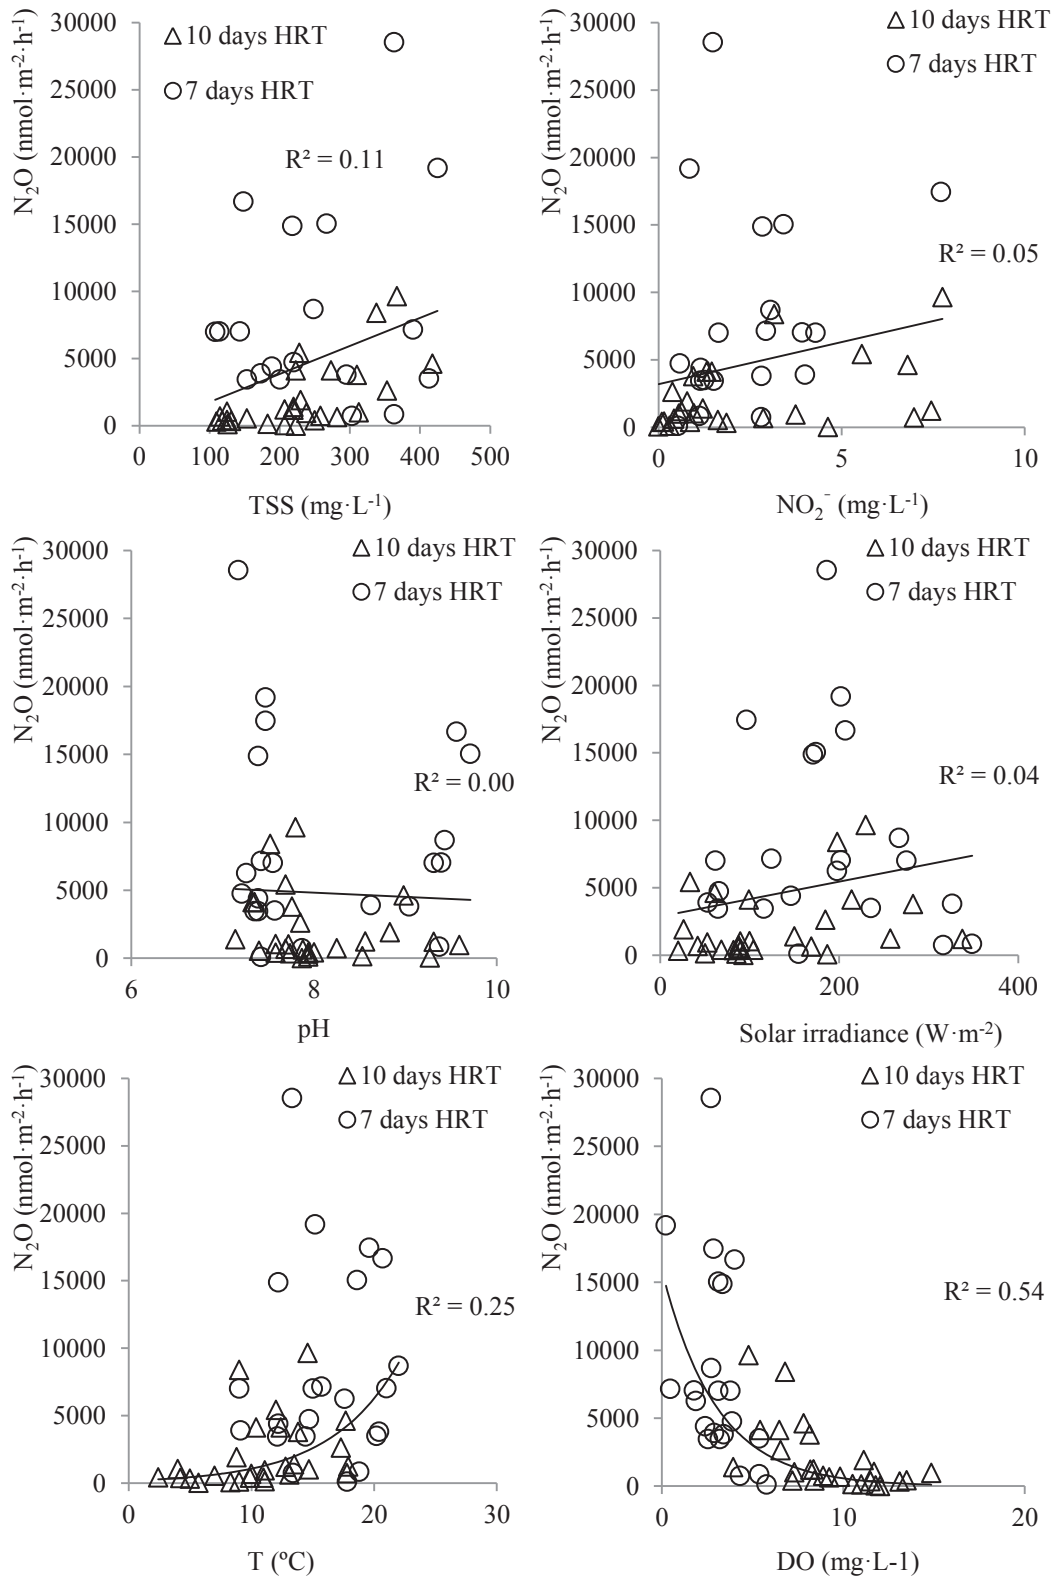 N₂O (nmol·m⁻²·h⁻¹)
30000
25000
20000
15000
10000
5000
0
0 100 200 300 400 500
TSS (mg·L⁻¹)
10 days HRT
7 days HRT
R² = 0.11
N₂O (nmol·m⁻²·h⁻¹)
30000
25000
20000
15000
10000
5000
0
0 5 10
NO₂⁻ (mg·L⁻¹)
10 days HRT
7 days HRT
R² = 0.05
N₂O (nmol·m⁻²·h⁻¹)
30000
25000
20000
15000
10000
5000
0
6 8 10
pH
10 days HRT
7 days HRT
R² = 0.00
N₂O (nmol·m⁻²·h⁻¹)
30000
25000
20000
15000
10000
5000
0
0 200 400
Solar irradiance (W·m⁻²)
10 days HRT
7 days HRT
R² = 0.04
N₂O (nmol·m⁻²·h⁻¹)
30000
25000
20000
15000
10000
5000
0
0 10 20 30
T (ºC)
10 days HRT
7 days HRT
R² = 0.25
N₂O (nmol·m⁻²·h⁻¹)
30000
25000
20000
15000
10000
5000
0
0 10 20
DO (mg·L-1)
10 days HRT
7 days HRT
R² = 0.54